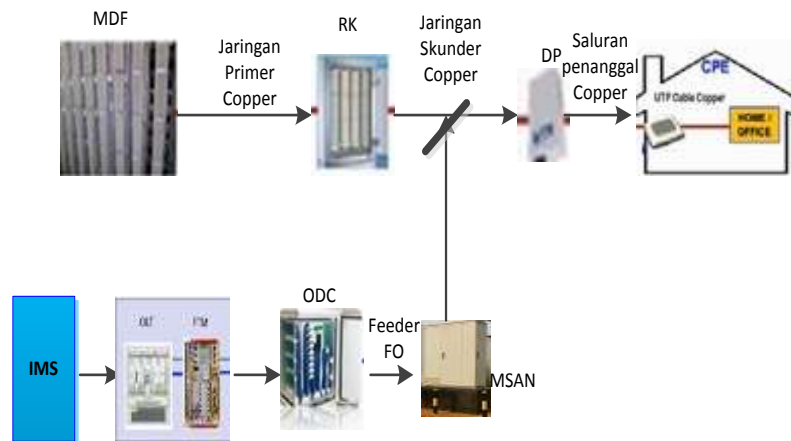 MDF
Jaringan
Primer
Copper
RK
Jaringan
Skunder
Copper
DP
Saluran
penanggal
Copper
CPE
UTP Cable Copper
HOME /
OFFICE
IMS
OLT
FTM
ODC
Feeder
FO
MSAN